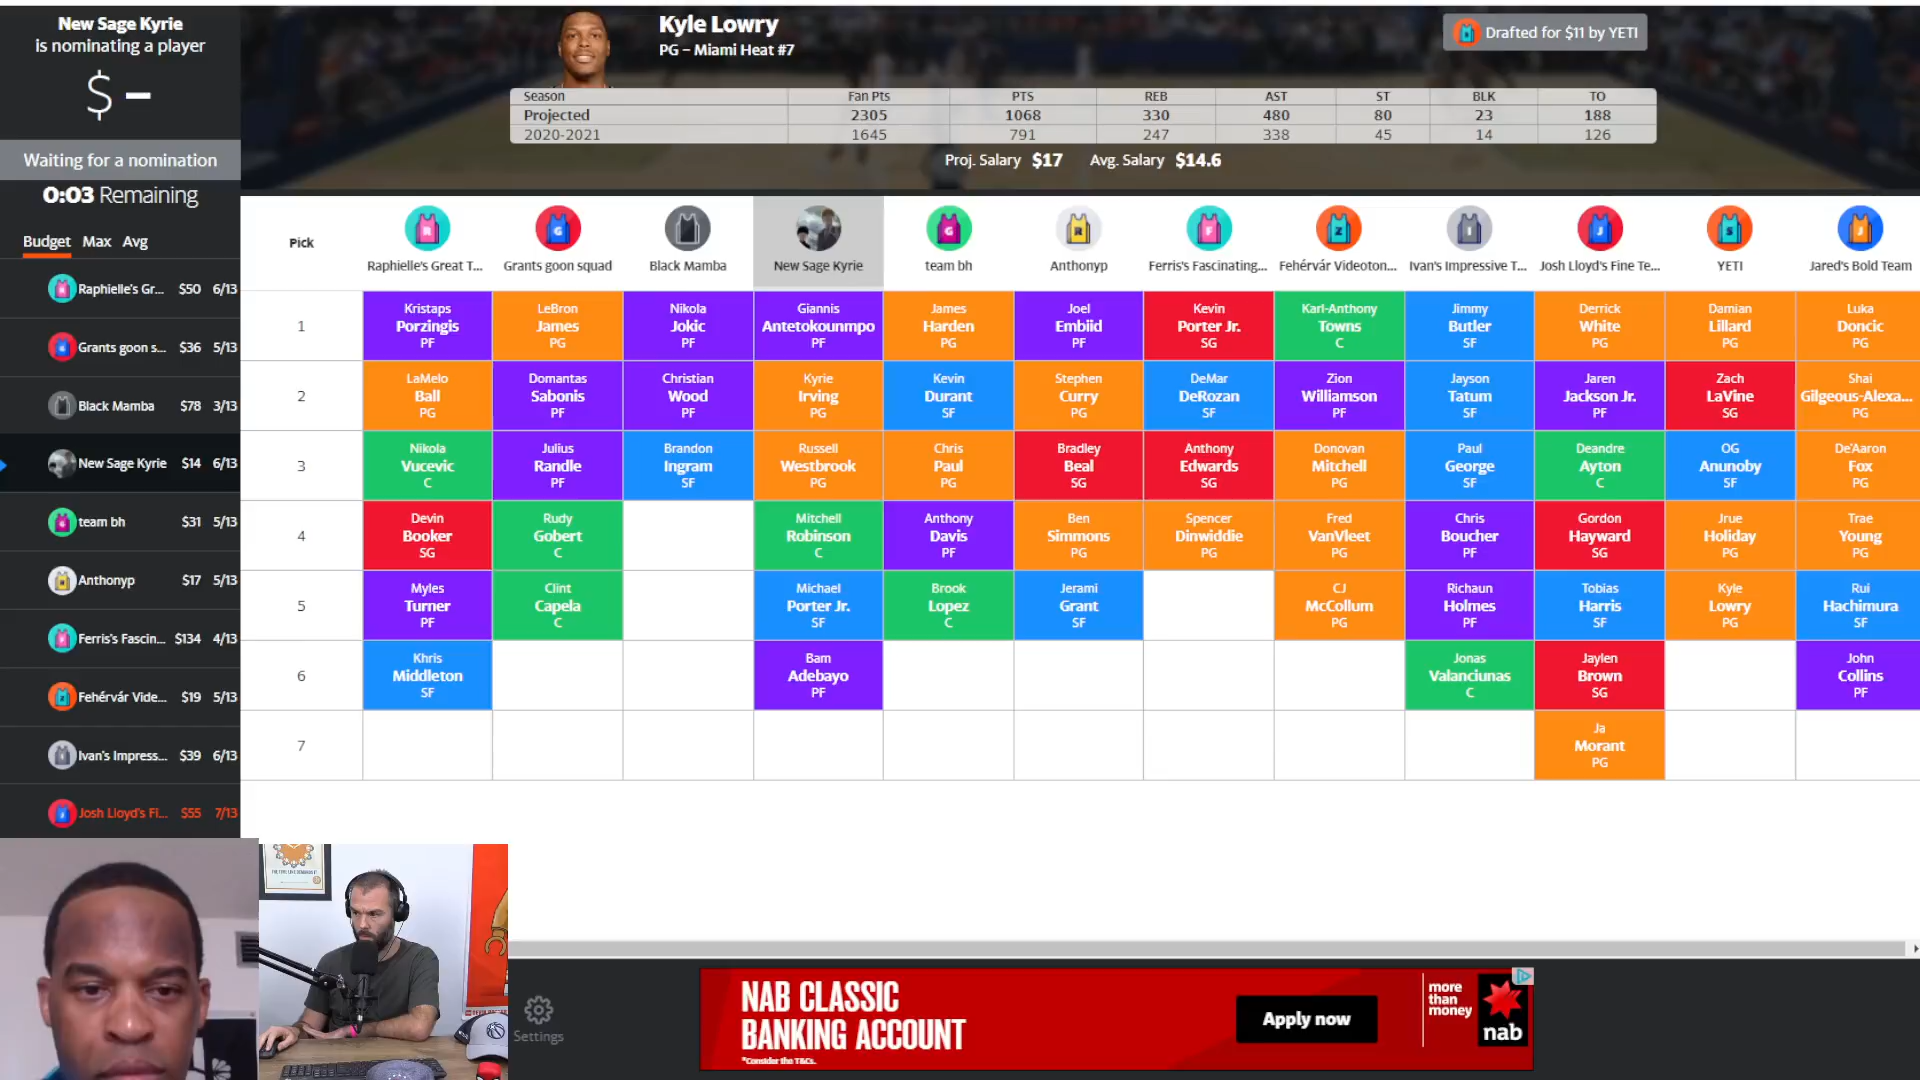 New Sage Kyrie
is nominating a player
$ –
Waiting for a nomination
0:03 Remaining
Budget Max Avg
Raphielle's Gr... $50 6/13
Grants goon s... $36 5/13
Black Mamba $78 3/13
New Sage Kyrie $14 6/13
team bh $31 5/13
Anthonyp $17 5/13
Ferris's Fascin... $134 4/13
Fehérvár Vide... $19 5/13
Ivan's Impress... $39 6/13
Josh Lloyd's Fi... $55 7/13
Kyle Lowry
PG – Miami Heat #7
Drafted for $11 by YETI
Season Fan Pts PTS REB AST ST BLK TO
Projected 2305 1068 330 480 80 23 188
2020-2021 1645 791 247 338 45 14 126
Proj. Salary $17 Avg. Salary $14.6
Pick Raphielle's Great T... Grants goon squad Black Mamba New Sage Kyrie team bh Anthonyp Ferris's Fascinating... Fehérvár Videoton... Ivan's Impressive T... Josh Lloyd's Fine Te... YETI Jared's Bold Team
Kristaps LeBron Nikola Giannis James Joel Kevin Karl-Anthony Jimmy Derrick Damian Luka
1 Porzingis James Jokic Antetokounmpo Harden Embiid Porter Jr. Towns Butler White Lillard Doncic
PF PG PF PF PG PF SG C SF PG PG PG
LaMelo Domantas Christian Kyrie Kevin Stephen DeMar Zion Jayson Jaren Zach Shai
2 Ball Sabonis Wood Irving Durant Curry DeRozan Williamson Tatum Jackson Jr. LaVine Gilgeous-Alexa...
PG PF PF PG SF PG SF PF SF PF SG PG
Nikola Julius Brandon Russell Chris Bradley Anthony Donovan Paul Deandre OG De'Aaron
3 Vucevic Randle Ingram Westbrook Paul Beal Edwards Mitchell George Ayton Anunoby Fox
C PF SF PG PG SG SG PG SF C SF PG
Devin Rudy Mitchell Anthony Ben Spencer Fred Chris Gordon Jrue Trae
4 Booker Gobert Robinson Davis Simmons Dinwiddie VanVleet Boucher Hayward Holiday Young
SG C C PF PG PG PG PF SG PG PG
Myles Clint Michael Brook Jerami CJ Richaun Tobias Kyle Rui
5 Turner Capela Porter Jr. Lopez Grant McCollum Holmes Harris Lowry Hachimura
PF C SF C SF PG PF SF PG SF
Khris Bam Jonas Jaylen John
6 Middleton Adebayo Valanciunas Brown Collins
SF PF C SG PF
Ja
7 Morant
PG
Settings
NAB CLASSIC
BANKING ACCOUNT
*Consider the T&Cs.
Apply now
more
than
money
nab